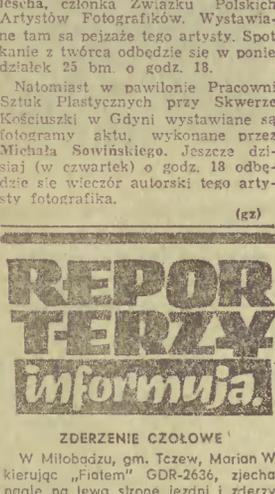 lescha, członka Związku Polskich
Artystów Fotografików. Wystawia-
ne tam są pejzaże tego artysty. Spot
kanie z twórcą odbędzie się w ponie
działek 25 bm. o godz. 18.
Natomiast w pawilonie Pracowni
Sztuk Plastycznych przy Skwerze
Kościuszki w Gdyni wystawiane są
fotogramy aktu, wykonane przez
Michała Sowińskiego. Jeszcze dzi-
siaj (w czwartek) o godz. 18 odbę-
dzie się wieczór autorski tego arty-
sty fotografika.
(gz)
REPOR
TERZY
informują.
ZDERZENIE CZOŁOWE
W Miłobądzu, gm. Tczew, Marian W
kierując „Fiatem" GDR-2636, zjecha
nagle na lewą stronę jezdni i zderz